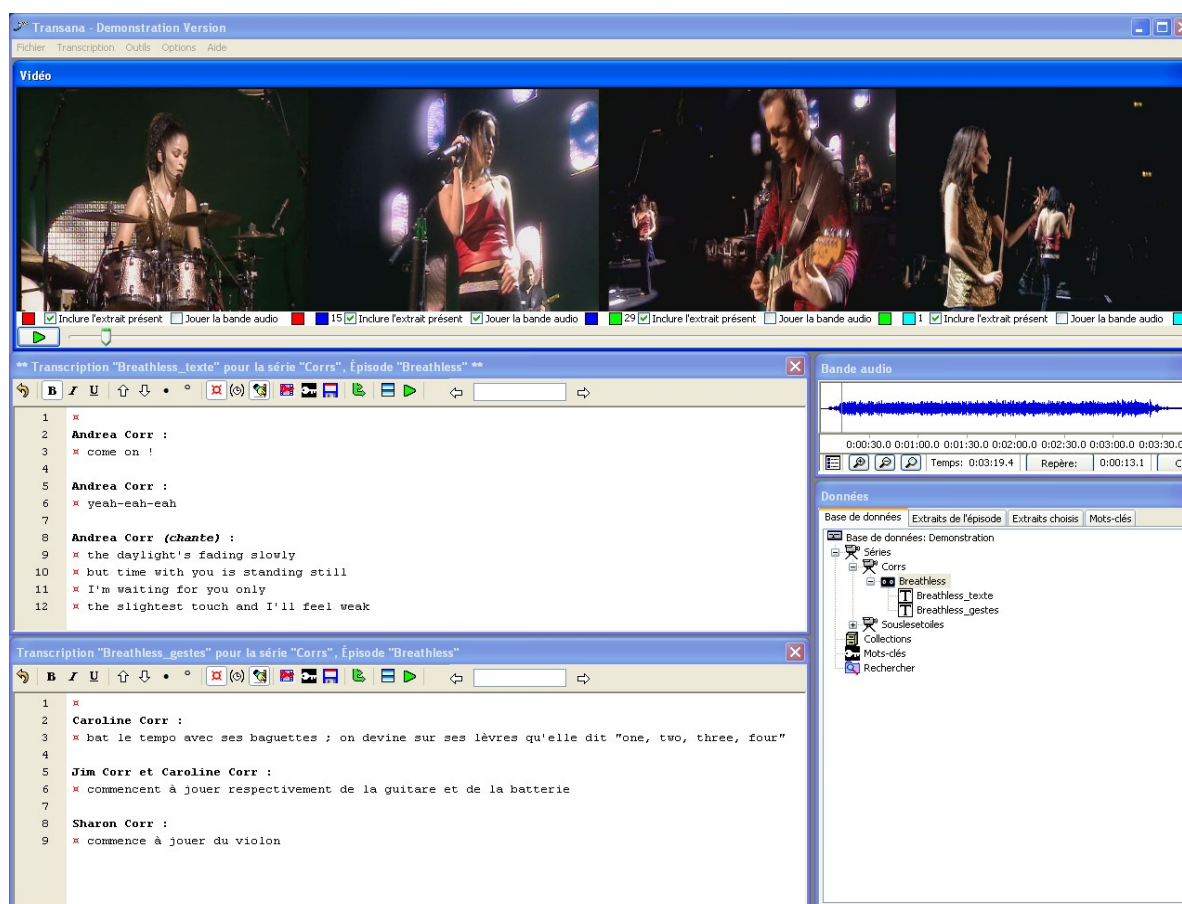 Transana - Demonstration Version
Fichier Transcription Outils Options Aide
Vidéo
Inclure l'extrait présent Jouer la bande audio 15 Inclure l'extrait présent Jouer la bande audio 29 Inclure l'extrait présent Jouer la bande audio 1 Inclure l'extrait présent Jouer la bande audio
** Transcription "Breathless_texte" pour la série "Corrs", Épisode "Breathless" **
B I U
1 ¤
2 Andrea Corr :
3 ¤ come on !
4
5 Andrea Corr :
6 ¤ yeah-eah-eah
7
8 Andrea Corr (chante) :
9 ¤ the daylight's fading slowly
10 ¤ but time with you is standing still
11 ¤ I'm waiting for you only
12 ¤ the slightest touch and I'll feel weak
Transcription "Breathless_gestes" pour la série "Corrs", Épisode "Breathless"
B I U
1 ¤
2 Caroline Corr :
3 ¤ bat le tempo avec ses baguettes ; on devine sur ses lèvres qu'elle dit "one, two, three, four"
4
5 Jim Corr et Caroline Corr :
6 ¤ commencent à jouer respectivement de la guitare et de la batterie
7
8 Sharon Corr :
9 ¤ commence à jouer du violon
Bande audio
0:00:30.0 0:01:00.0 0:01:30.0 0:02:00.0 0:02:30.0 0:03:00.0 0:03:30.0
Temps: 0:03:19.4 Repère: 0:00:13.1 C
Données
Base de données Extraits de l'épisode Extraits choisis Mots-clés
Base de données: Demonstration
Séries
Corrs
Breathless
Breathless_texte
Breathless_gestes
Souslesetoiles
Collections
Mots-clés
Rechercher